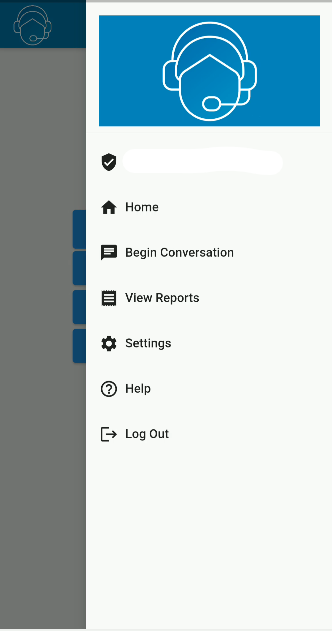 Home
Begin Conversation
View Reports
Settings
Help
Log Out